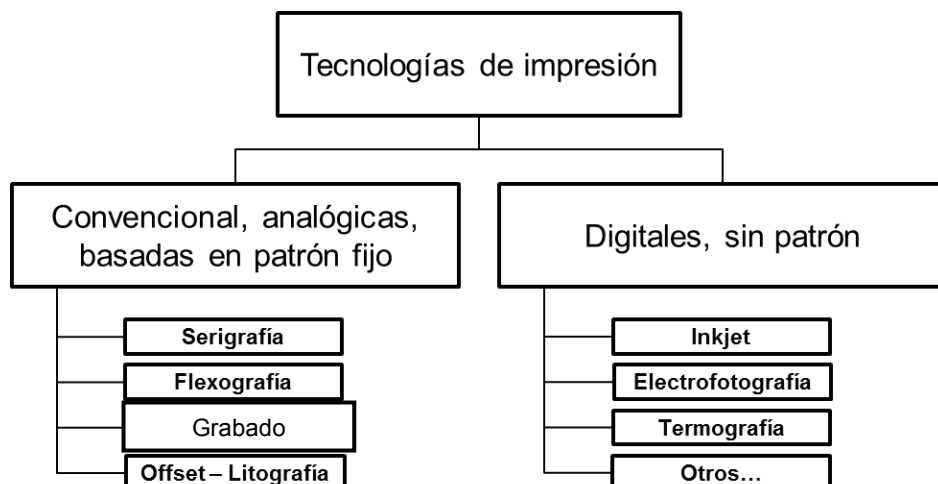 Tecnologías de impresión
Convencional, analógicas,
basadas en patrón fijo
Digitales, sin patrón
Serigrafía
Flexografía
Grabado
Offset – Litografía
Inkjet
Electrofotografía
Termografía
Otros…